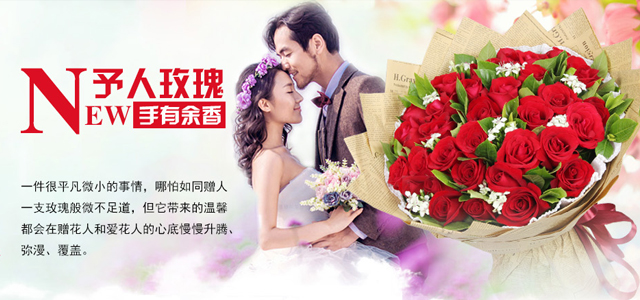 予人玫瑰
NEW 手有余香
一件很平凡微小的事情，哪怕如同赠人
一支玫瑰般微不足道，但它带来的温馨
都会在赠花人和爱花人的心底慢慢升腾、
弥漫、覆盖。